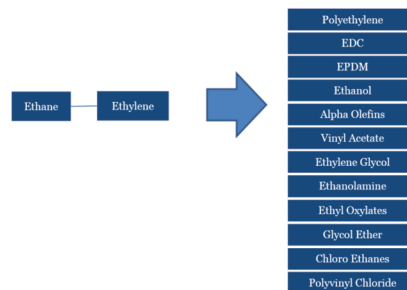 Ethane
Ethylene
Polyethylene
EDC
EPDM
Ethanol
Alpha Olefins
Vinyl Acetate
Ethylene Glycol
Ethanolamine
Ethyl Oxylates
Glycol Ether
Chloro Ethanes
Polyvinyl Chloride